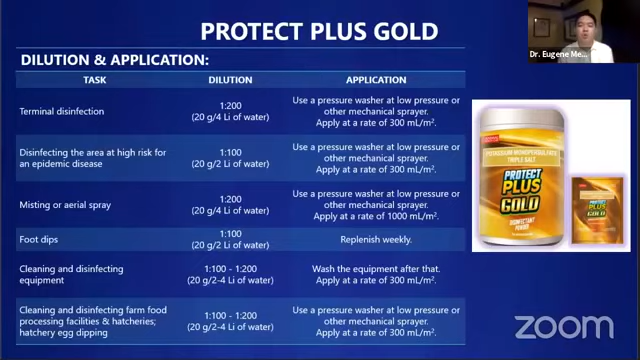 PROTECT PLUS GOLD
Dr. Eugene Me...
DILUTION & APPLICATION:
TASK DILUTION APPLICATION
Terminal disinfection
1:200
(20 g/4 Li of water)
Use a pressure washer at low pressure or
other mechanical sprayer.
Apply at a rate of 300 mL/m².
Disinfecting the area at high risk for
an epidemic disease
1:100
(20 g/2 Li of water)
Use a pressure washer at low pressure or
other mechanical sprayer.
Apply at a rate of 300 mL/m².
Misting or aerial spray
1:200
(20 g/4 Li of water)
Use a pressure washer at low pressure or
other mechanical sprayer.
Apply at a rate of 1000 mL/m².
Foot dips
1:100
(20 g/2 Li of water)
Replenish weekly.
Cleaning and disinfecting
equipment
1:100 - 1:200
(20 g/2-4 Li of water)
Wash the equipment after that.
Apply at a rate of 300 mL/m².
Cleaning and disinfecting farm food
processing facilities & hatcheries;
hatchery egg dipping
1:100 - 1:200
(20 g/2-4 Li of water)
Use a pressure washer at low pressure or
other mechanical sprayer.
Apply at a rate of 300 mL/m².
POTASSIUM MONOPERSULFATE
TRIPLE SALT
PROTECT
PLUS
GOLD
DISINFECTANT
POWDER
PROTECT
PLUS
GOLD
zoom